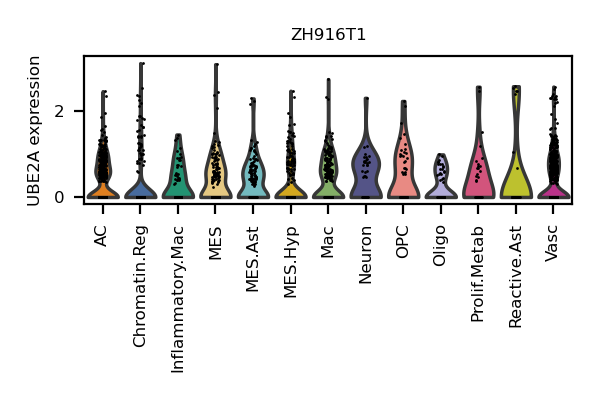 ZH916T1
UBE2A expression
2
0
AC
Chromatin.Reg
Inflammatory.Mac
MES
MES.Ast
MES.Hyp
Mac
Neuron
OPC
Oligo
Prolif.Metab
Reactive.Ast
Vasc